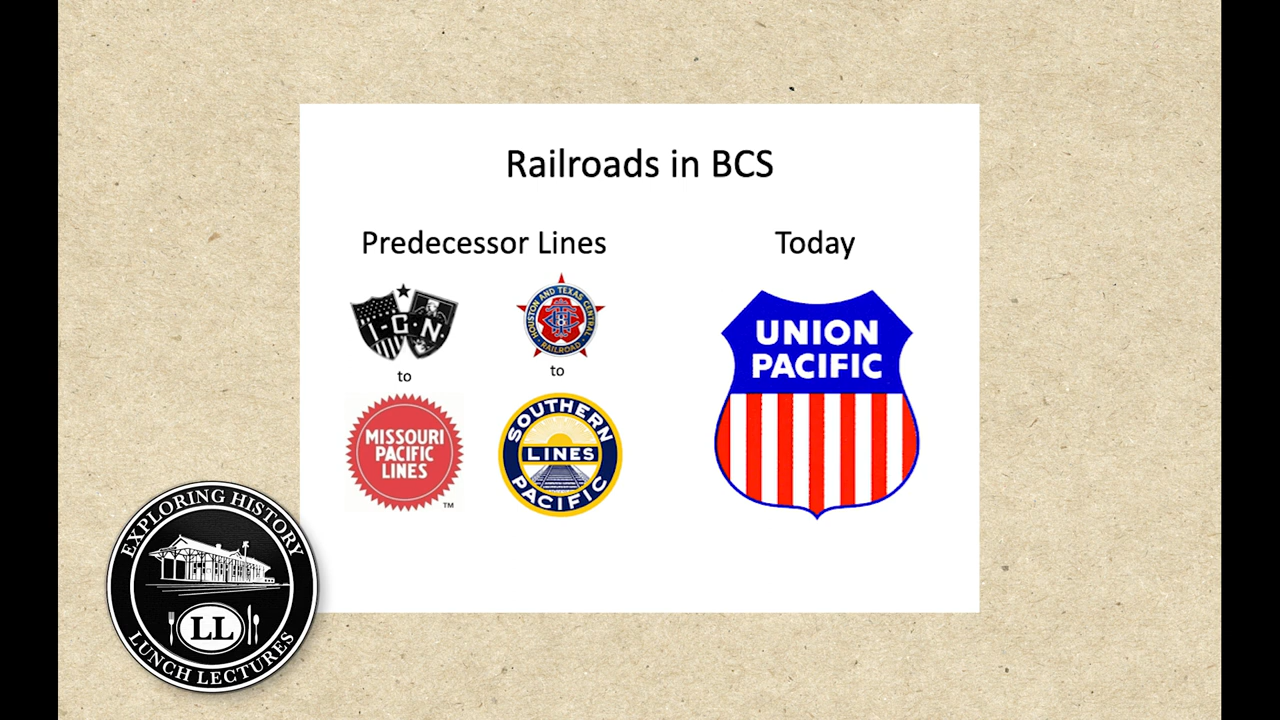 Railroads in BCS
Predecessor Lines
Today
I-G-N.
HOUSTON AND TEXAS CENTRAL
RAILROAD
to
to
MISSOURI
PACIFIC
LINES
TM
SOUTHERN
LINES
PACIFIC
UNION
PACIFIC
EXPLORING HISTORY
LL
LUNCH LECTURES